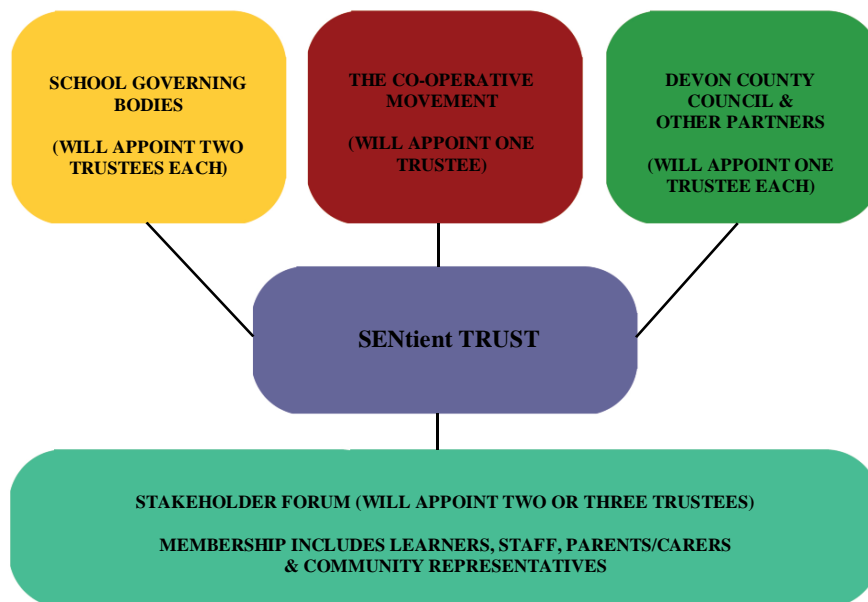 SCHOOL GOVERNING
BODIES
(WILL APPOINT TWO
TRUSTEES EACH)
THE CO-OPERATIVE
MOVEMENT
(WILL APPOINT ONE
TRUSTEE)
DEVON COUNTY
COUNCIL &
OTHER PARTNERS
(WILL APPOINT ONE
TRUSTEE EACH)
SENtient TRUST
STAKEHOLDER FORUM (WILL APPOINT TWO OR THREE TRUSTEES)
MEMBERSHIP INCLUDES LEARNERS, STAFF, PARENTS/CARERS
& COMMUNITY REPRESENTATIVES